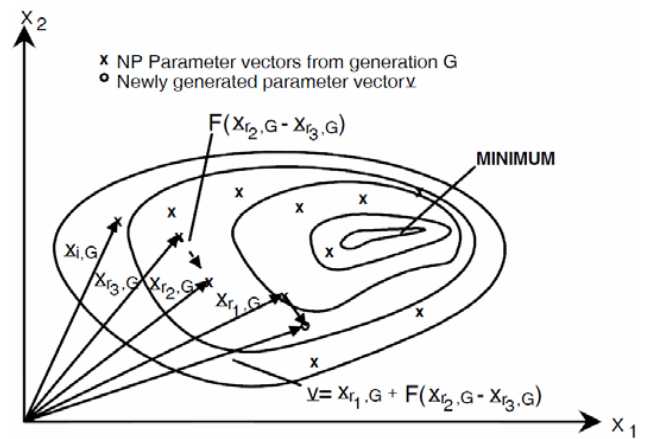 X2
x NP Parameter vectors from generation G
o Newly generated parameter vector v
F(Xr2,G - Xr3,G)
MINIMUM
Xi,G
Xr3,G
Xr2,G
Xr1,G
v= Xr1,G + F(Xr2,G - Xr3,G)
X1